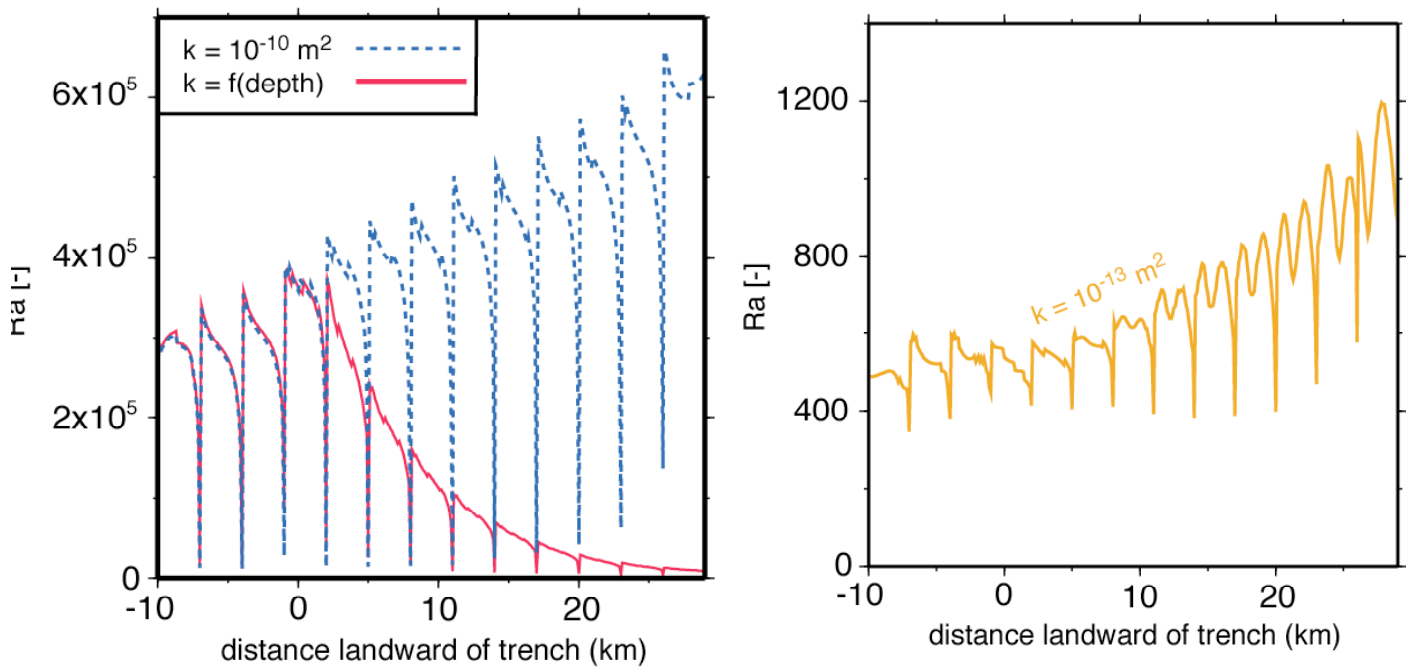 k = 10⁻¹⁰ m²
k = f(depth)
6x10⁵
4x10⁵
2x10⁵
0
Ra [-]
-10
0
10
20
distance landward of trench (km)
1200
800
400
0
Ra [-]
k = 10⁻¹³ m²
-10
0
10
20
distance landward of trench (km)